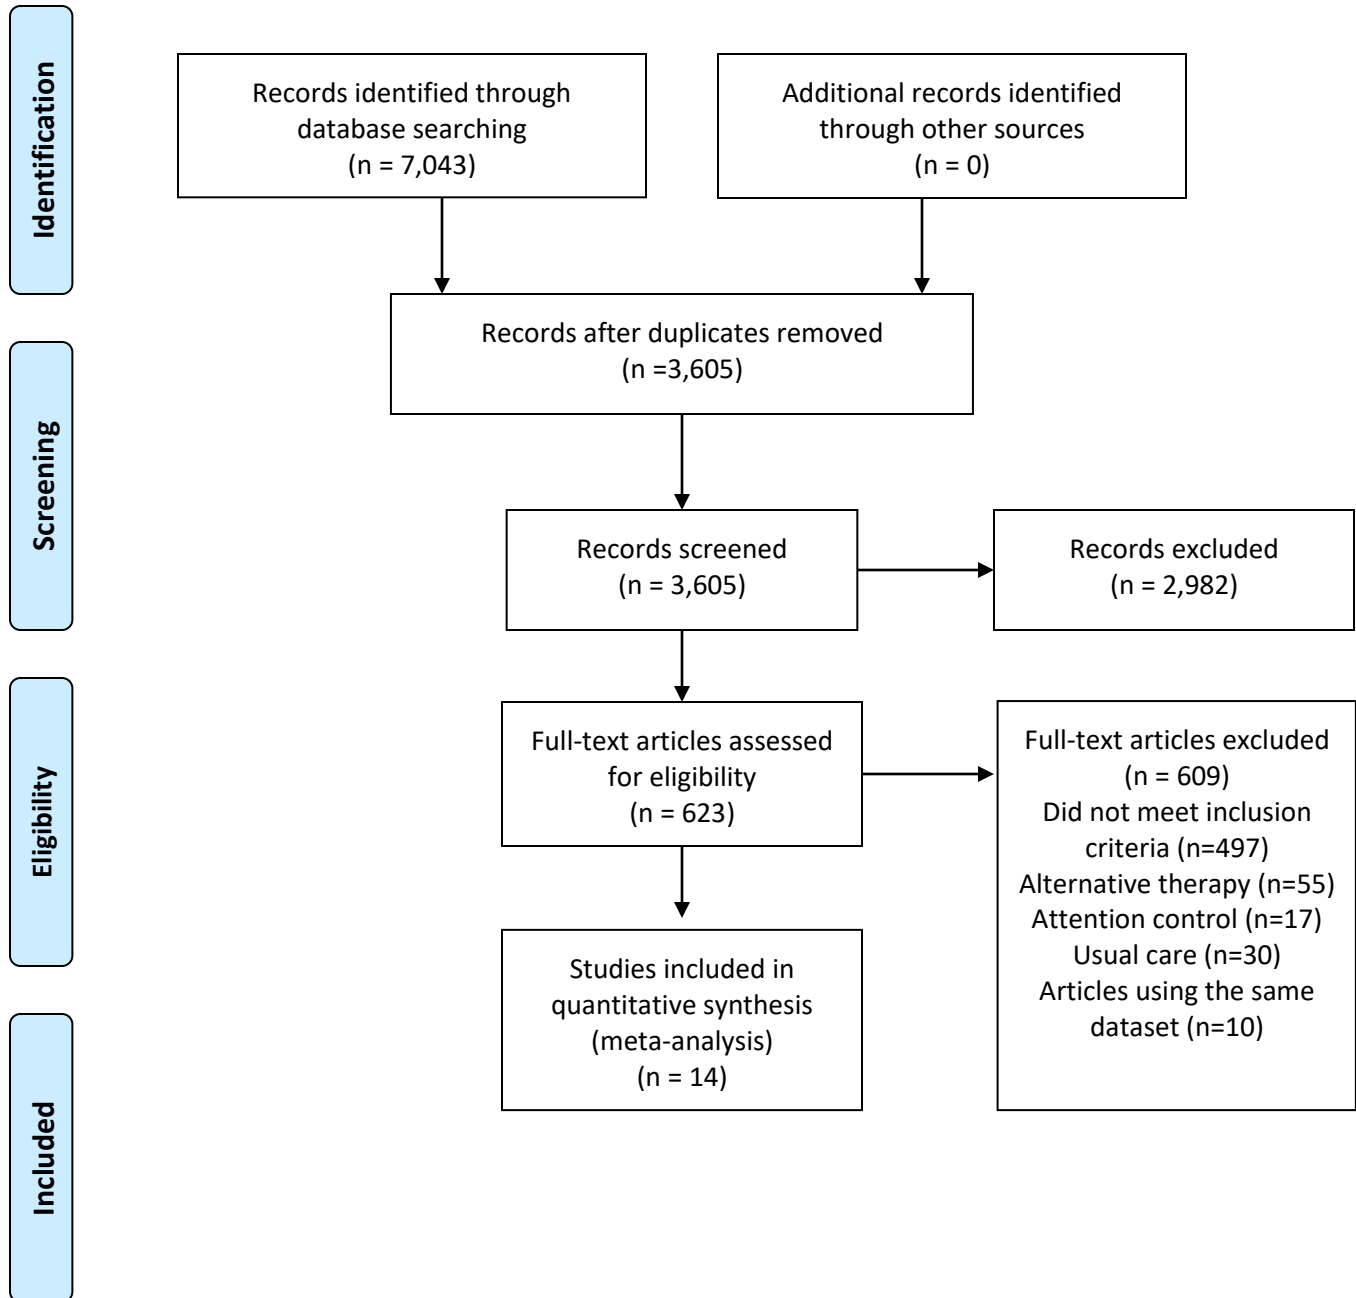 Identification
Records identified through
database searching
(n = 7,043)
Additional records identified
through other sources
(n = 0)
Records after duplicates removed
(n =3,605)
Screening
Records screened
(n = 3,605)
Records excluded
(n = 2,982)
Eligibility
Full-text articles assessed
for eligibility
(n = 623)
Full-text articles excluded
(n = 609)
Did not meet inclusion
criteria (n=497)
Alternative therapy (n=55)
Attention control (n=17)
Usual care (n=30)
Articles using the same
dataset (n=10)
Included
Studies included in
quantitative synthesis
(meta-analysis)
(n = 14)